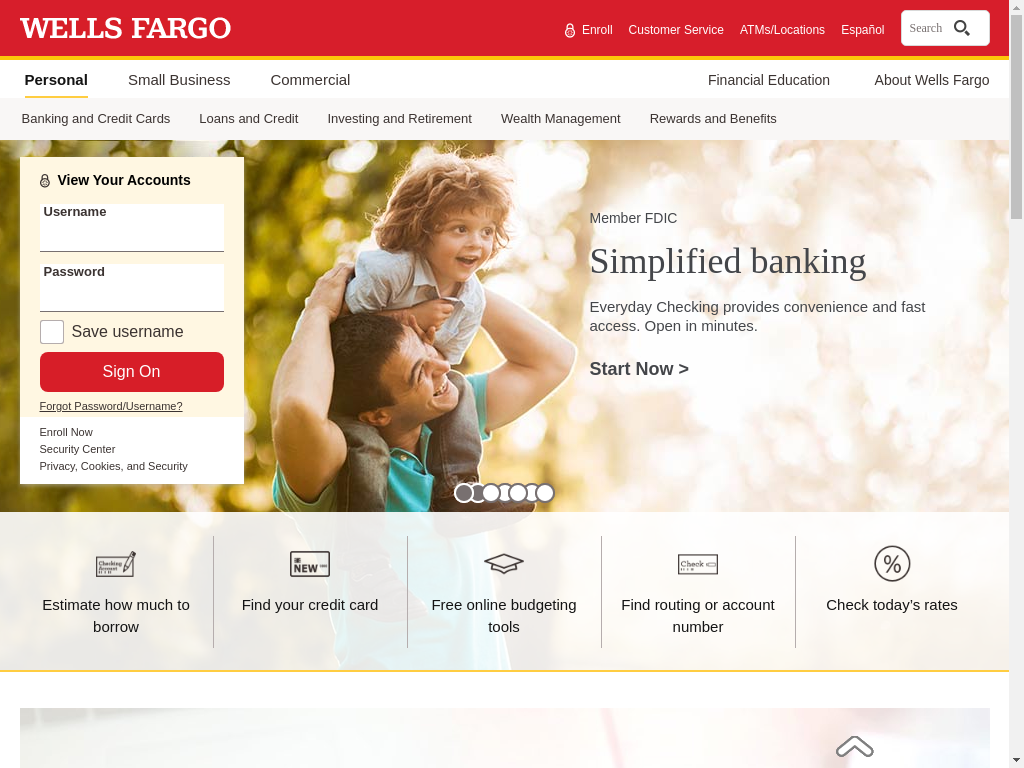 WELLS FARGO
Enroll
Customer Service
ATMs/Locations
Español
Search
Personal
Small Business
Commercial
Financial Education
About Wells Fargo
Banking and Credit Cards
Loans and Credit
Investing and Retirement
Wealth Management
Rewards and Benefits
View Your Accounts
Username
Password
Save username
Sign On
Forgot Password/Username?
Enroll Now
Security Center
Privacy, Cookies, and Security
Member FDIC
Simplified banking
Everyday Checking provides convenience and fast
access. Open in minutes.
Start Now >
Checking
Account
Estimate how much to
borrow
NEW
Find your credit card
Free online budgeting
tools
Check
Find routing or account
number
%
Check today’s rates